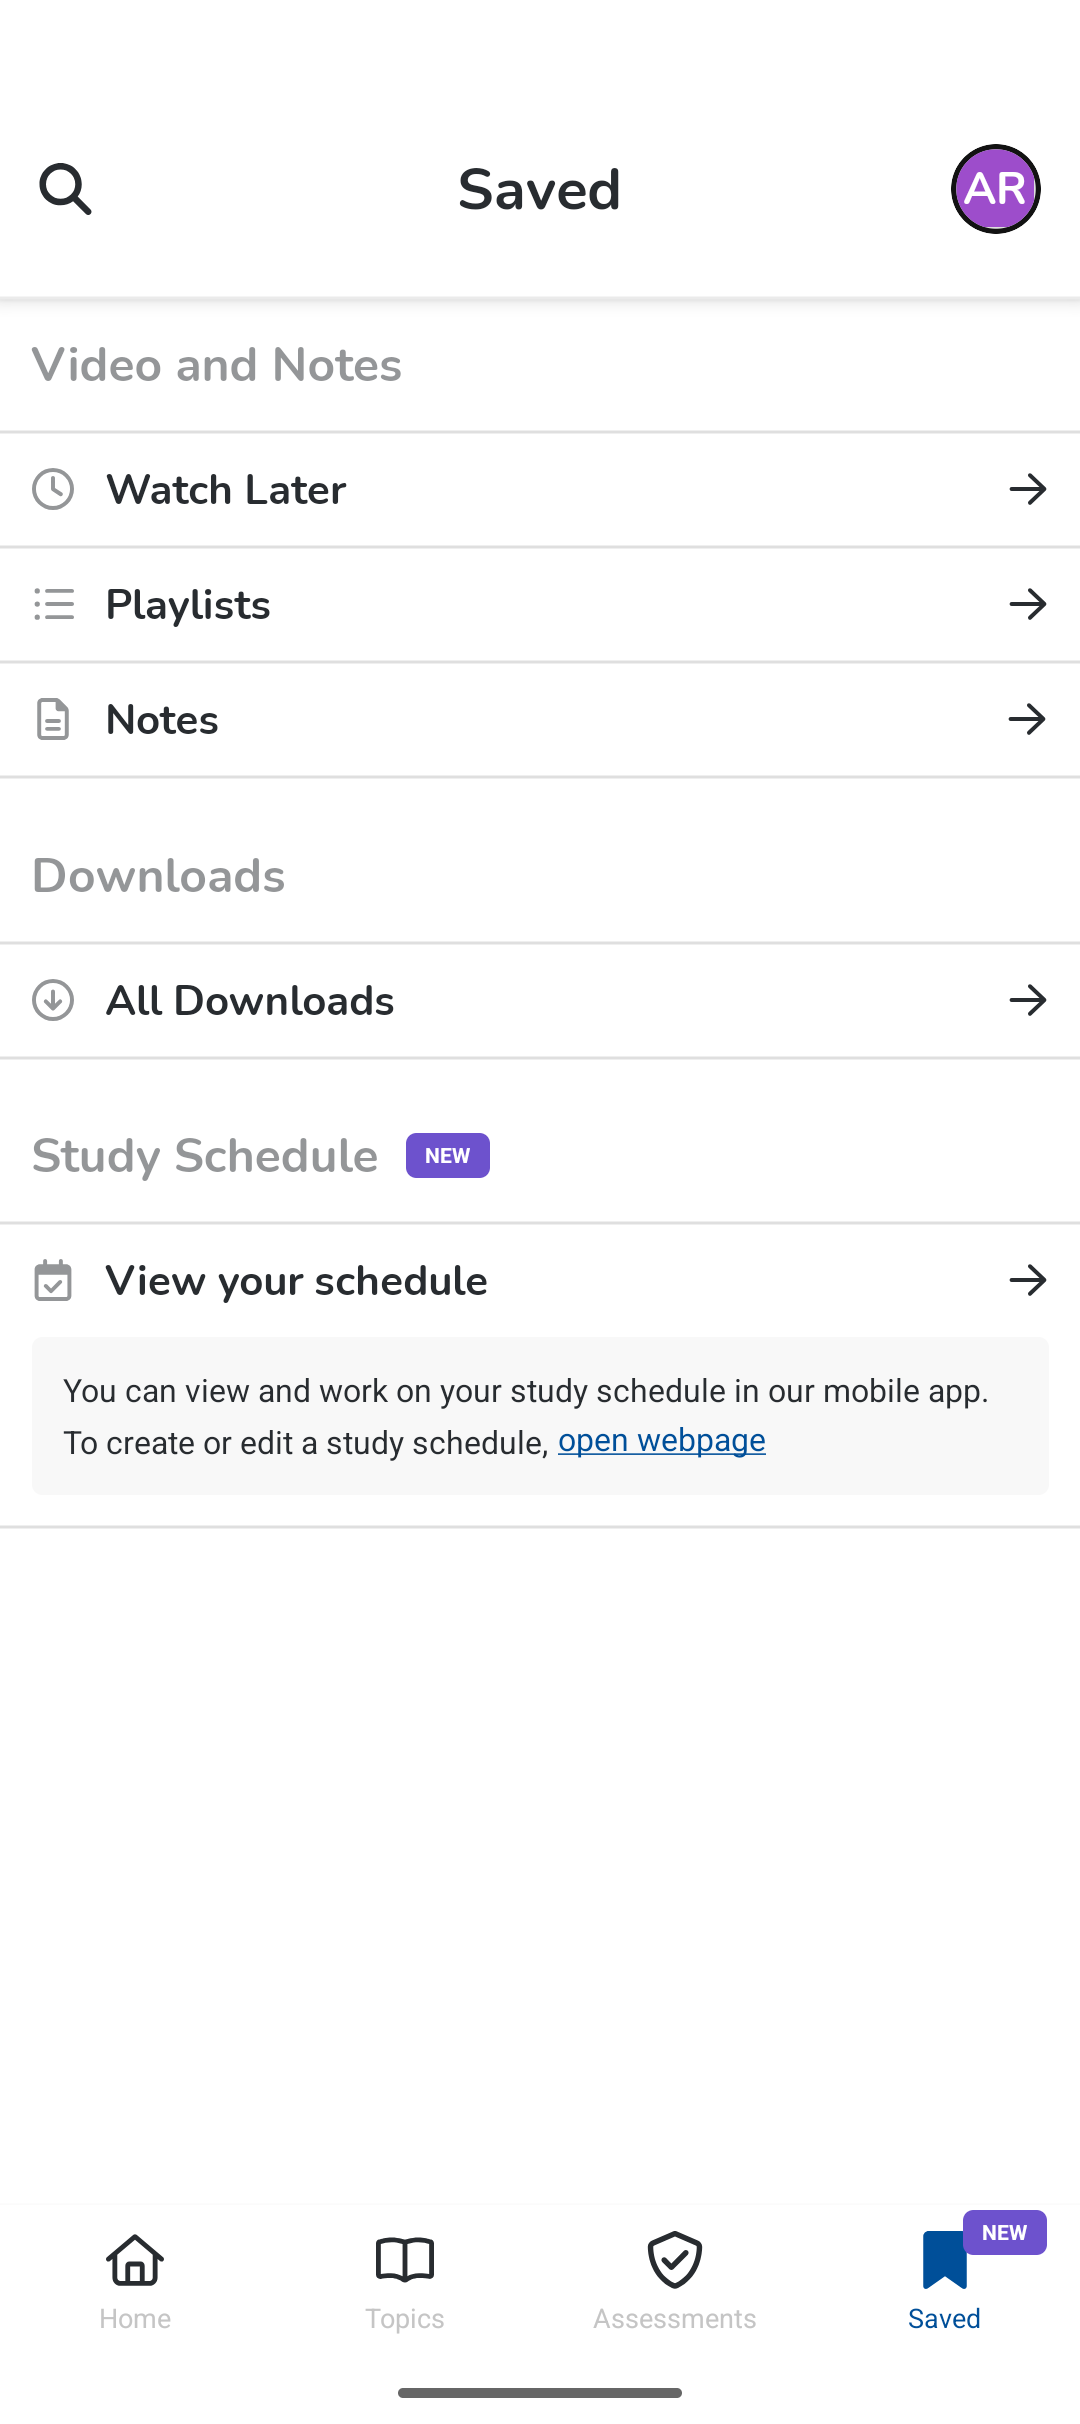 Saved
AR
Video and Notes
Watch Later
Playlists
Notes
Downloads
All Downloads
Study Schedule NEW
View your schedule
You can view and work on your study schedule in our mobile app.
To create or edit a study schedule, open webpage
NEW
Home
Topics
Assessments
Saved